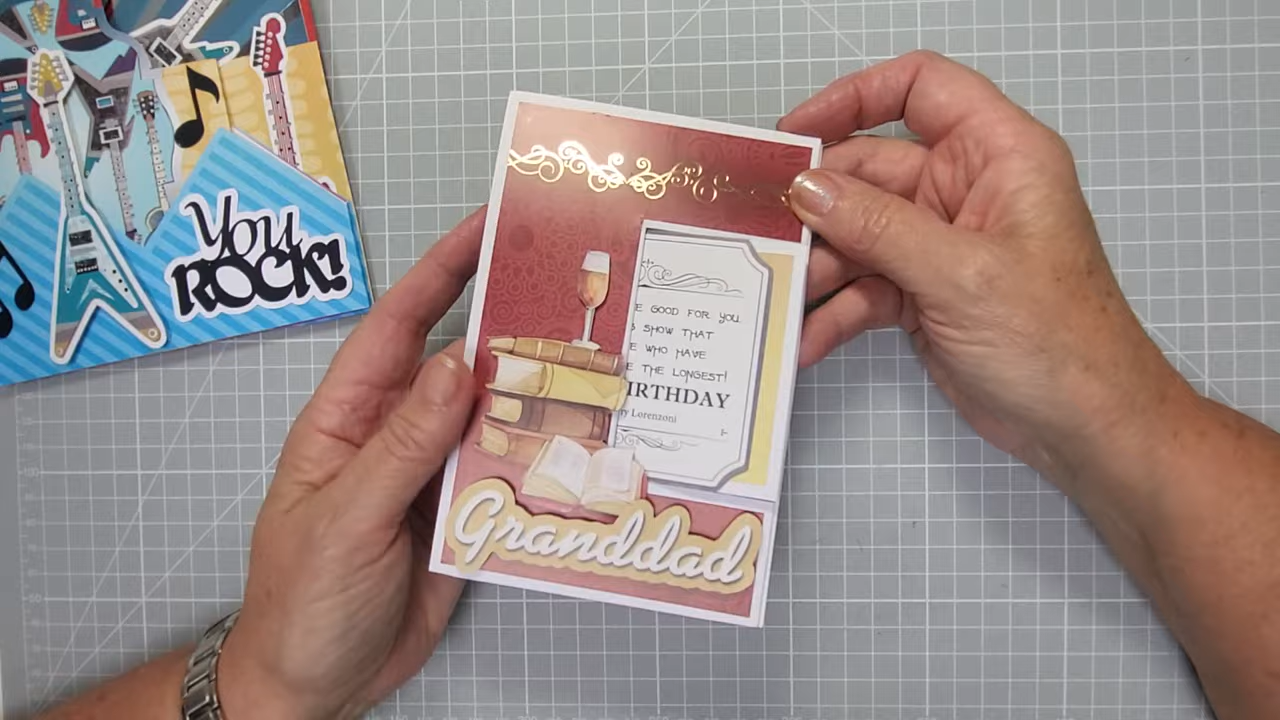 You
ROCK!
GOOD FOR YOU.
SHOW THAT
WHO HAVE
THE LONGEST!
IRTHDAY
Lorenzoni
Granddad